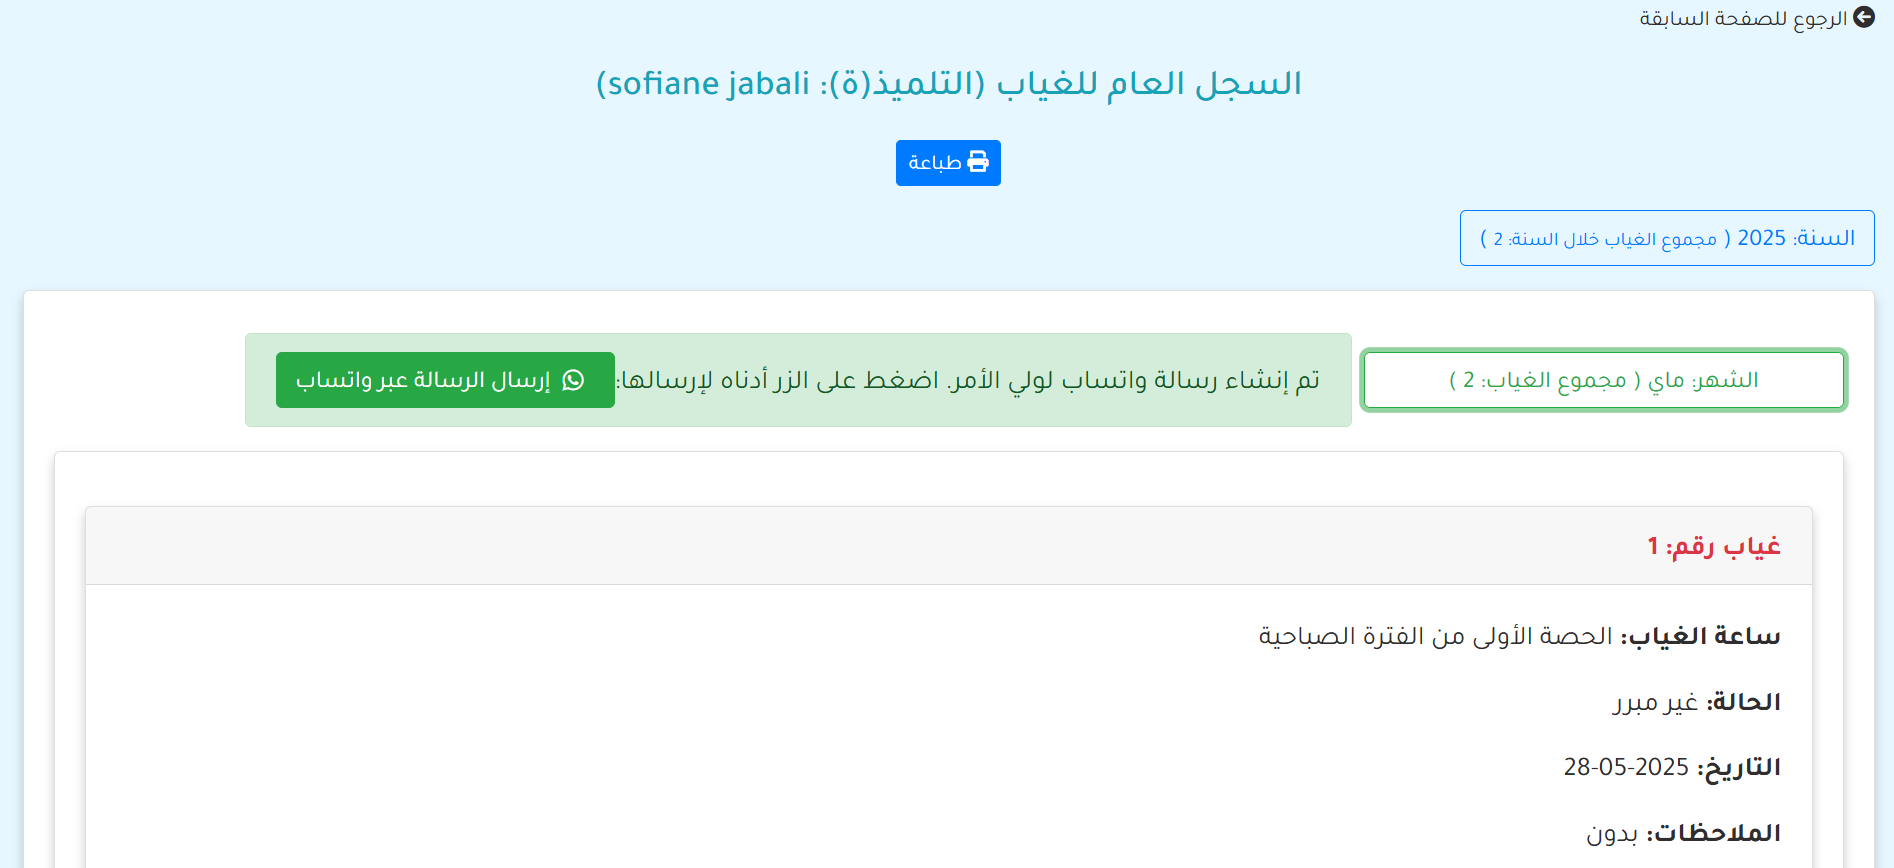 الرجوع للصفحة السابقة
السجل العام للغياب (التلميذ(ة): sofiane jabali)
طباعة
السنة: 2025 ( مجموع الغياب خلال السنة: 2 )
الشهر: ماي ( مجموع الغياب: 2 )
تم إنشاء رسالة واتساب لولي الأمر. اضغط على الزر أدناه لإرسالها:
إرسال الرسالة عبر واتساب
غياب رقم: 1
ساعة الغياب: الحصة الأولى من الفترة الصباحية
الحالة: غير مبرر
التاريخ: 2025-05-28
الملاحظات: بدون